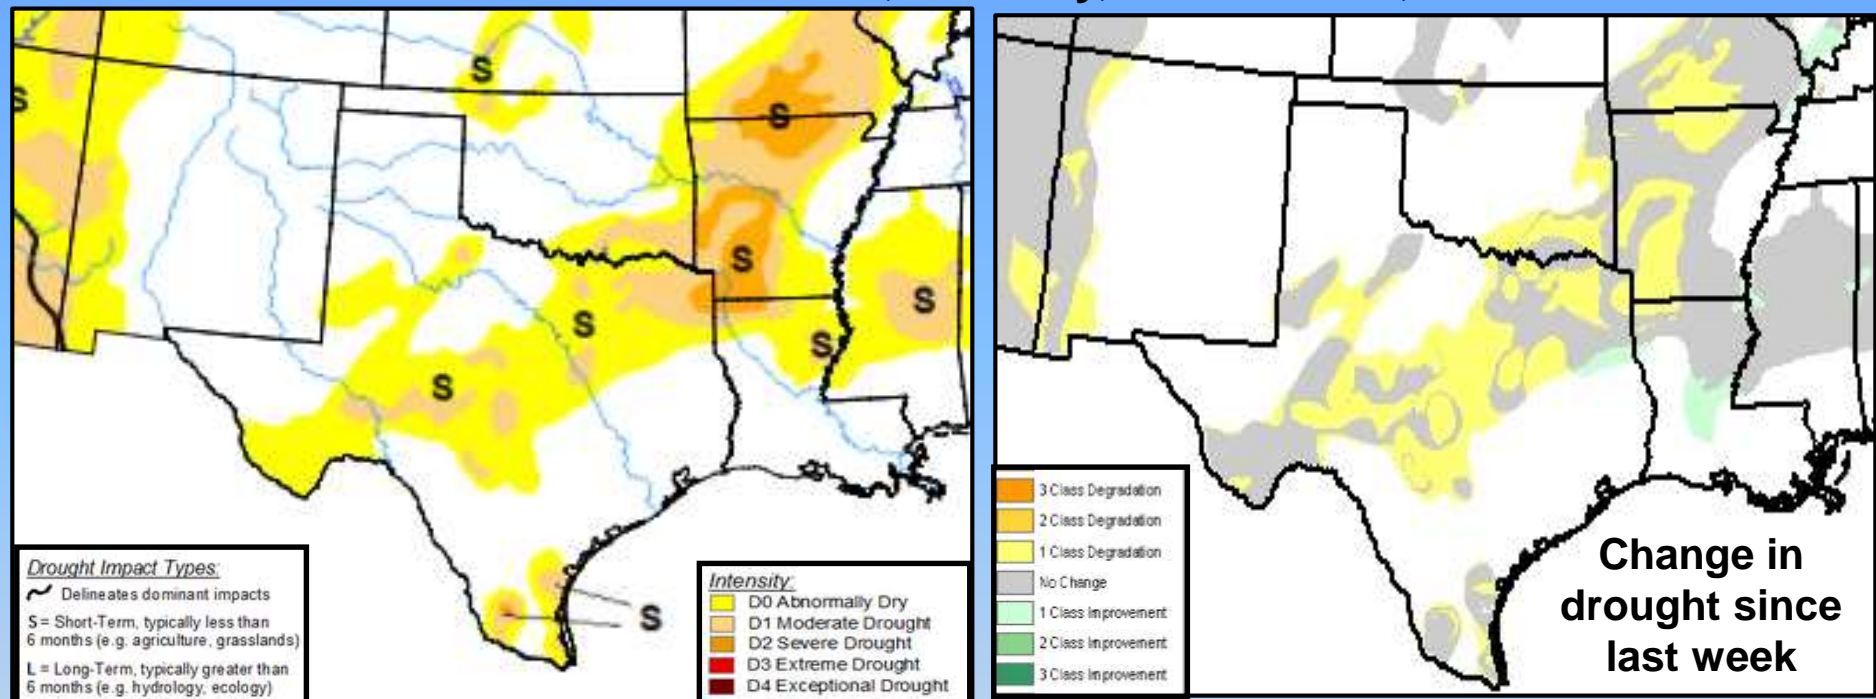 S
S
S
S
S
S
S
S
S
S
Drought Impact Types:
Delineates dominant impacts
S = Short-Term, typically less than
6 months (e.g. agriculture, grasslands)
L = Long-Term, typically greater than
6 months (e.g. hydrology, ecology)
Intensity:
D0 Abnormally Dry
D1 Moderate Drought
D2 Severe Drought
D3 Extreme Drought
D4 Exceptional Drought
3 Class Degradation
2 Class Degradation
1 Class Degradation
No Change
1 Class Improvement
2 Class Improvement
3 Class Improvement
Change in
drought since
last week